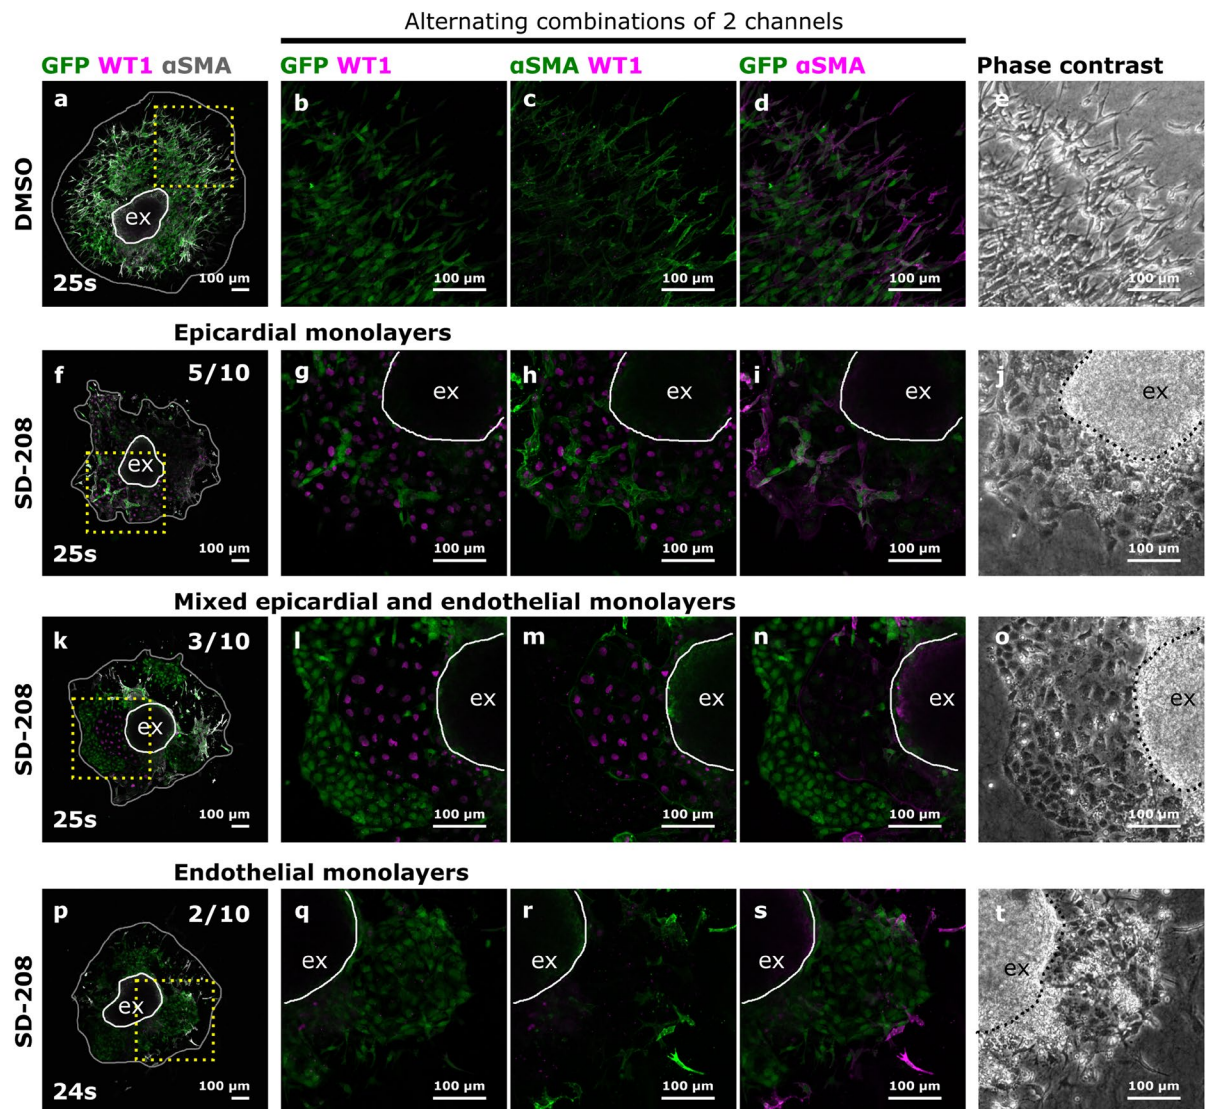 Alternating combinations of 2 channels
GFP WT1 αSMA
GFP WT1
αSMA WT1
GFP αSMA
Phase contrast
DMSO
a
ex
25s
100 µm
b
100 µm
c
100 µm
d
100 µm
e
100 µm
Epicardial monolayers
SD-208
f
5/10
ex
25s
100 µm
g
ex
100 µm
h
ex
100 µm
i
ex
100 µm
j
ex
100 µm
Mixed epicardial and endothelial monolayers
SD-208
k
3/10
ex
25s
100 µm
l
ex
100 µm
m
ex
100 µm
n
ex
100 µm
o
ex
100 µm
Endothelial monolayers
SD-208
p
2/10
ex
24s
100 µm
q
ex
100 µm
r
ex
100 µm
s
ex
100 µm
t
ex
100 µm